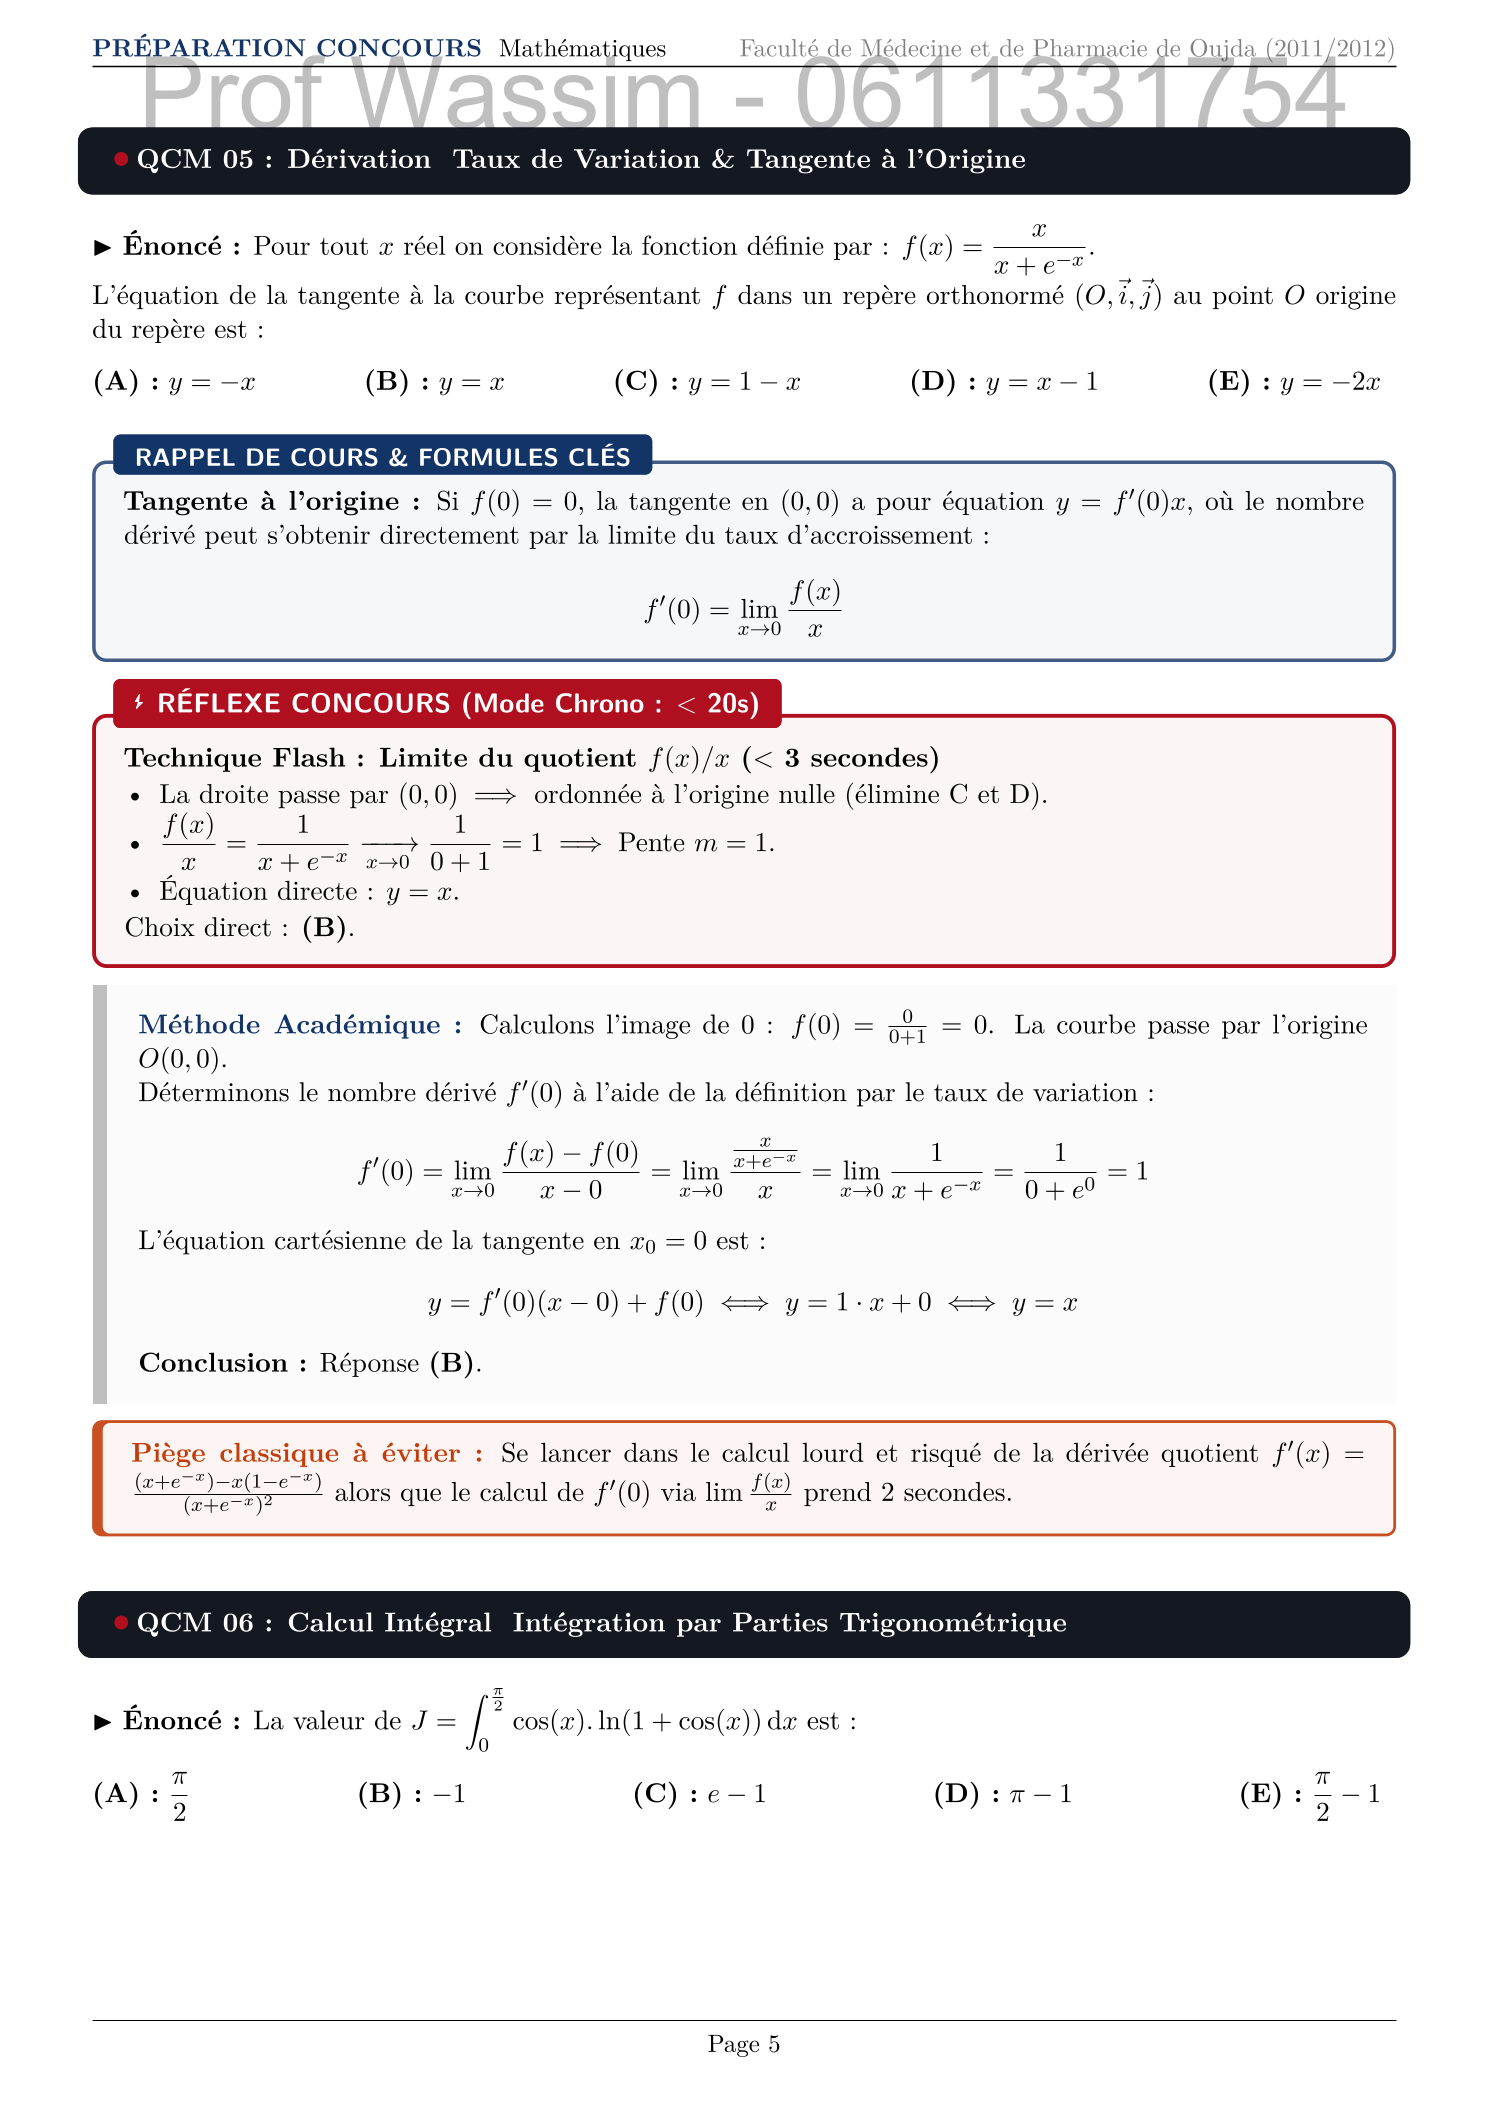 PRÉPARATION CONCOURS Mathématiques Faculté de Médecine et de Pharmacie de Oujda (2011/2012)
Prof Wassim - 0611331754
QCM 05 : Dérivation Taux de Variation & Tangente à l'Origine
▶ Énoncé : Pour tout x réel on considère la fonction définie par : f(x) = x/(x + e^{-x}).
L'équation de la tangente à la courbe représentant f dans un repère orthonormé (O, i⃗, j⃗) au point O origine
du repère est :
(A) : y = −x (B) : y = x (C) : y = 1 − x (D) : y = x − 1 (E) : y = −2x
RAPPEL DE COURS & FORMULES CLÉS
Tangente à l'origine : Si f(0) = 0, la tangente en (0, 0) a pour équation y = f′(0)x, où le nombre
dérivé peut s'obtenir directement par la limite du taux d'accroissement :
f′(0) = lim_{x→0} f(x)/x
RÉFLEXE CONCOURS (Mode Chrono : < 20s)
Technique Flash : Limite du quotient f(x)/x (< 3 secondes)
• La droite passe par (0, 0) ⟹ ordonnée à l'origine nulle (élimine C et D).
• f(x)/x = 1/(x + e^{-x}) ⟶_{x→0} 1/(0 + 1) = 1 ⟹ Pente m = 1.
• Équation directe : y = x.
Choix direct : (B).
Méthode Académique : Calculons l'image de 0 : f(0) = 0/(0+1) = 0. La courbe passe par l'origine
O(0, 0).
Déterminons le nombre dérivé f′(0) à l'aide de la définition par le taux de variation :
f′(0) = lim_{x→0} (f(x) − f(0))/(x − 0) = lim_{x→0} (x/(x+e^{-x}))/x = lim_{x→0} 1/(x + e^{-x}) = 1/(0 + e^0) = 1
L'équation cartésienne de la tangente en x₀ = 0 est :
y = f′(0)(x − 0) + f(0) ⟺ y = 1 · x + 0 ⟺ y = x
Conclusion : Réponse (B).
Piège classique à éviter : Se lancer dans le calcul lourd et risqué de la dérivée quotient f′(x) =
((x+e^{-x})−x(1−e^{-x}))/(x+e^{-x})² alors que le calcul de f′(0) via lim f(x)/x prend 2 secondes.
QCM 06 : Calcul Intégral Intégration par Parties Trigonométrique
▶ Énoncé : La valeur de J = ∫_0^{π/2} cos(x). ln(1 + cos(x)) dx est :
(A) : π/2 (B) : −1 (C) : e − 1 (D) : π − 1 (E) : π/2 − 1
Page 5